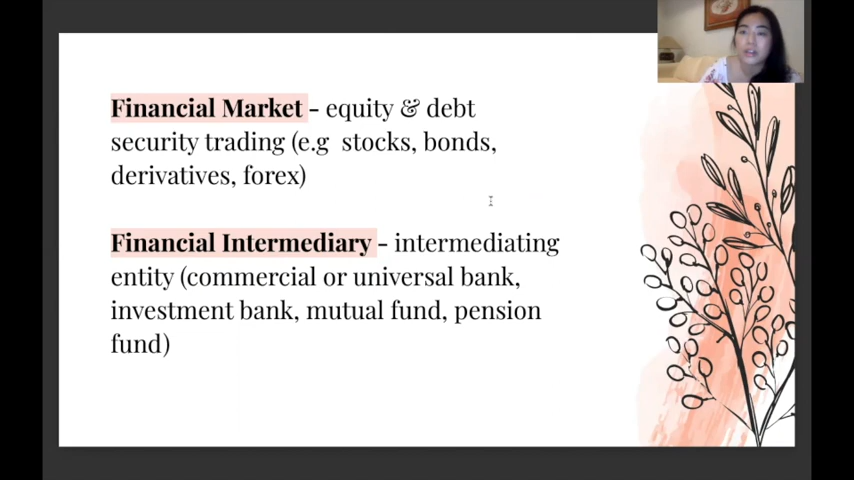 Financial Market - equity & debt
security trading (e.g stocks, bonds,
derivatives, forex)
Financial Intermediary - intermediating
entity (commercial or universal bank,
investment bank, mutual fund, pension
fund)